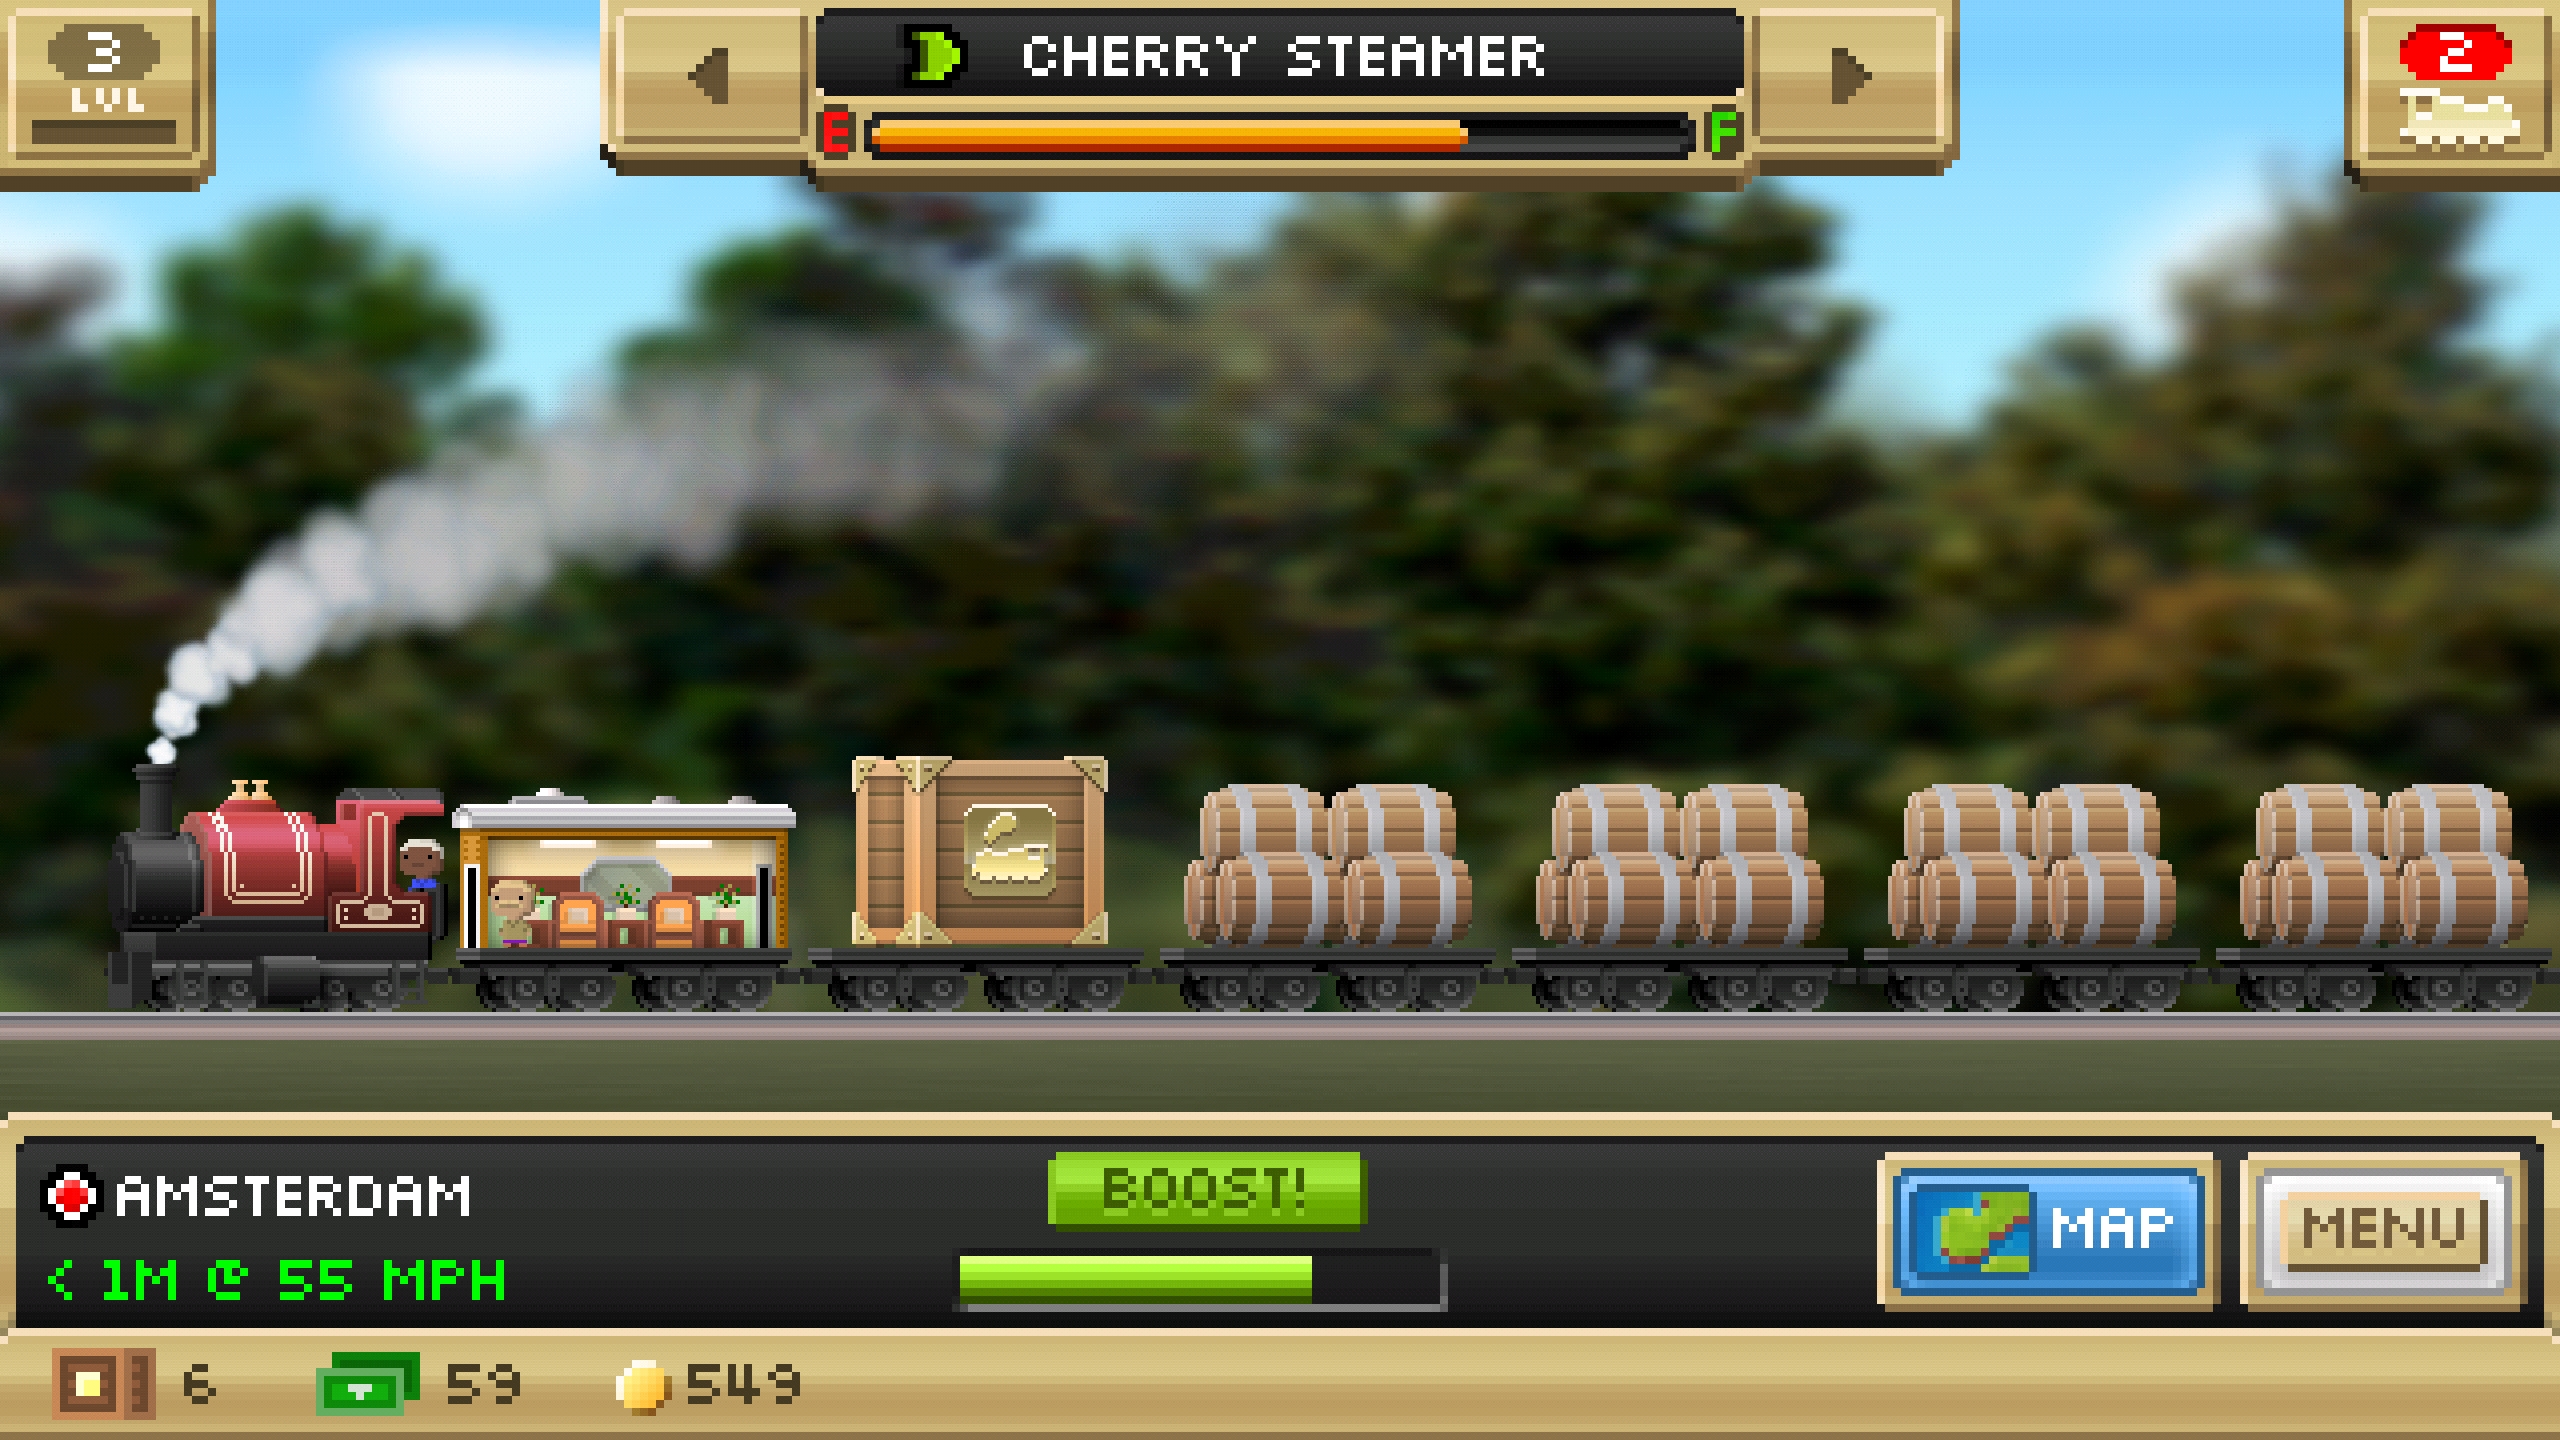 3
LVL
CHERRY STEAMER
E F
2
AMSTERDAM
< 1M @ 55 MPH
BOOST!
MAP
MENU
6
59
549